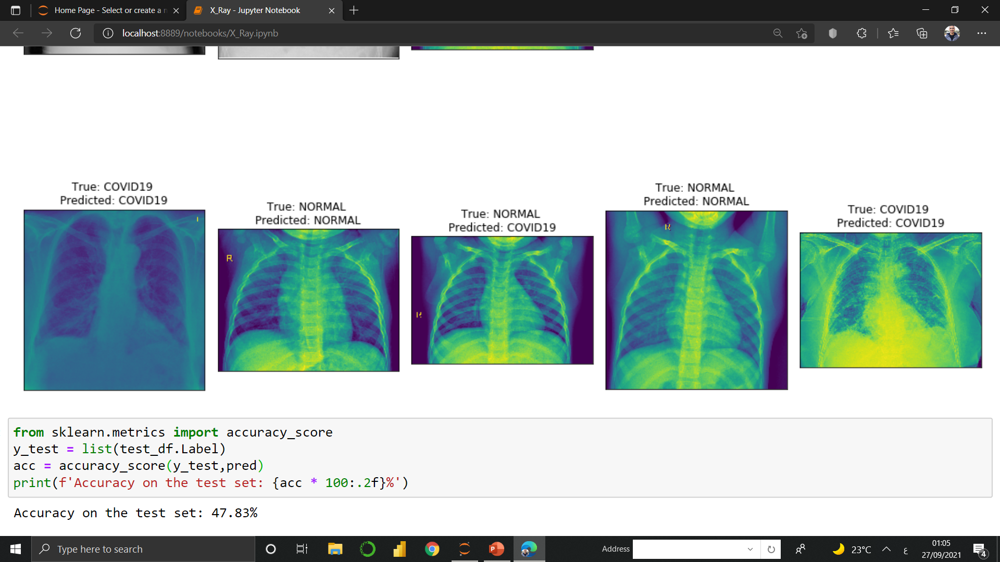 Home Page - Select or create a n
X_Ray - Jupyter Notebook
localhost:8889/notebooks/X_Ray.ipynb
True: COVID19
Predicted: COVID19
True: NORMAL
Predicted: NORMAL
R
True: NORMAL
Predicted: COVID19
True: NORMAL
Predicted: NORMAL
True: COVID19
Predicted: COVID19
from sklearn.metrics import accuracy_score
y_test = list(test_df.Label)
acc = accuracy_score(y_test,pred)
print(f'Accuracy on the test set: {acc * 100:.2f}%')
Accuracy on the test set: 47.83%
Type here to search
P
Address
23°C
ع
01:05
27/09/2021
4